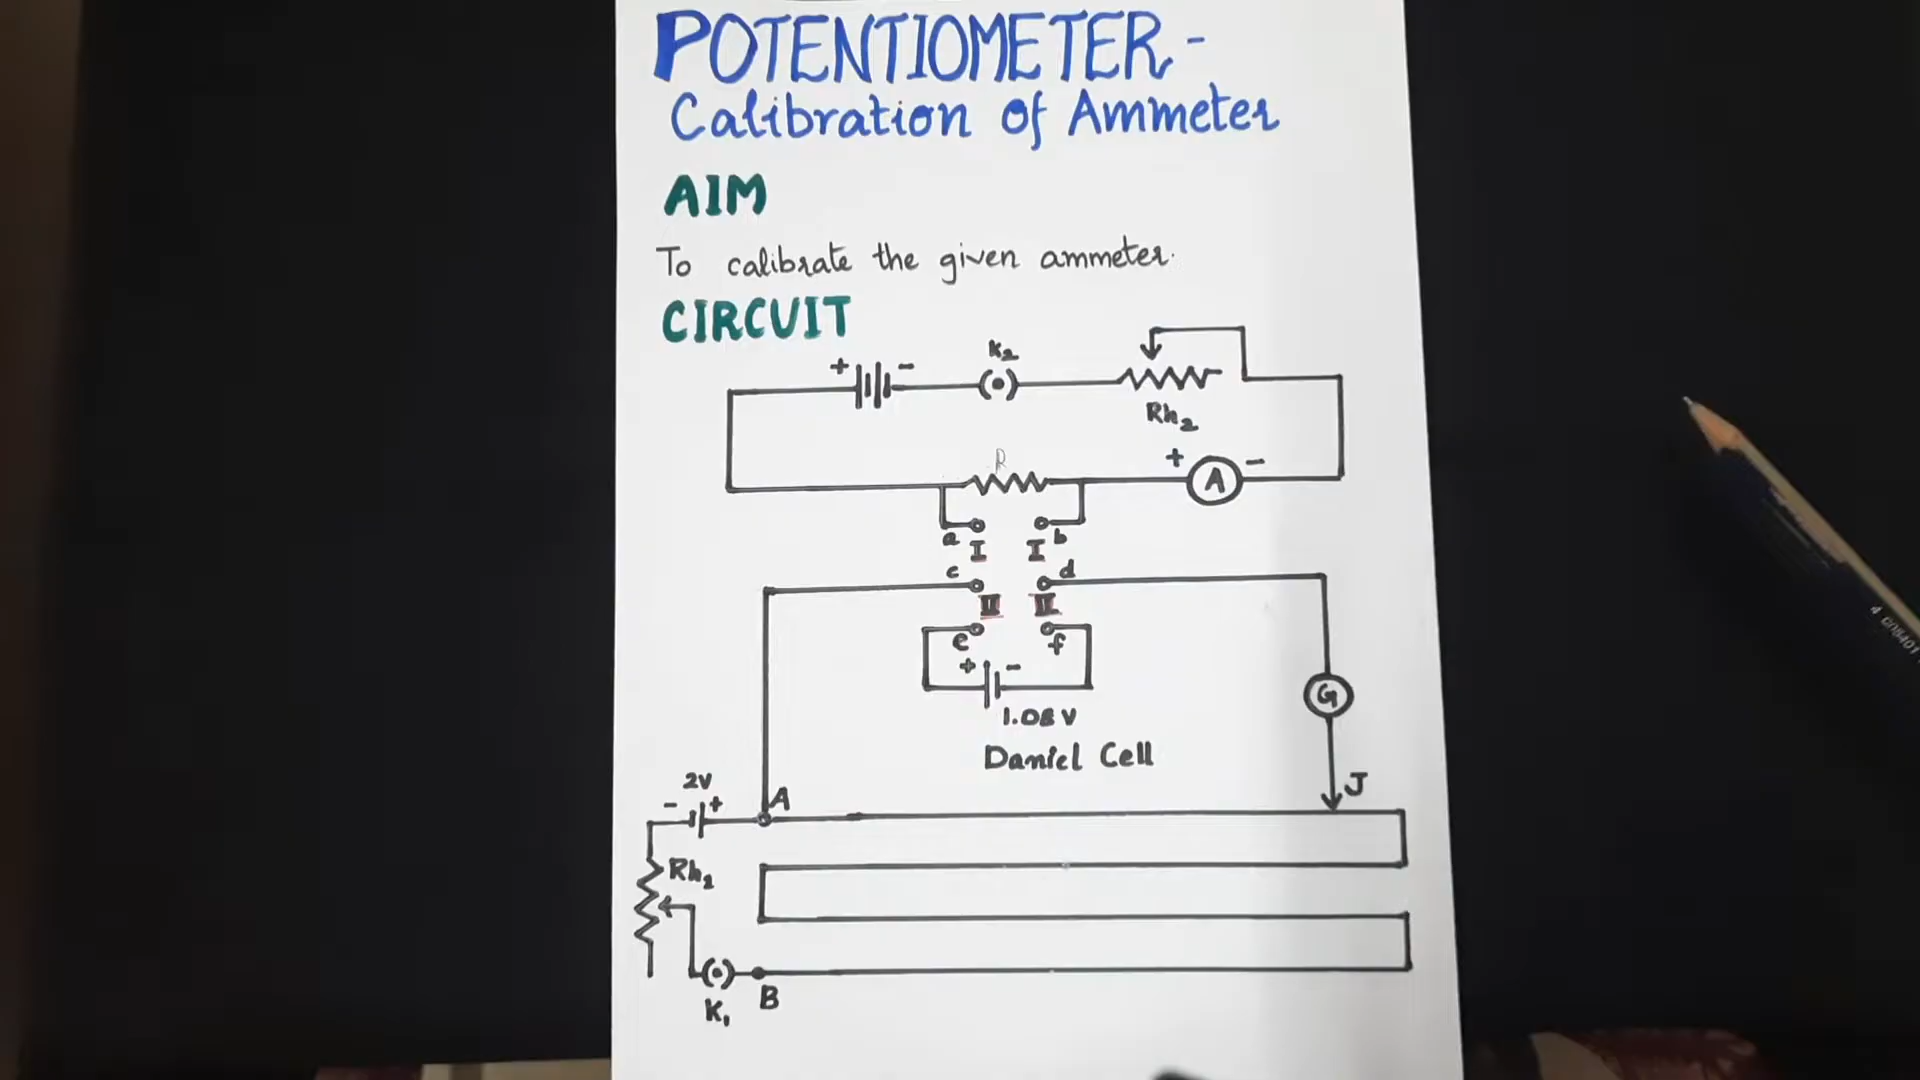 POTENTIOMETER -
Calibration of Ammeter
AIM
To calibrate the given ammeter.
CIRCUIT
+ - K2
Rh2
R + A -
a I I b
c d
II II
e f
+ -
1.08 V
Daniel Cell
G
J
2V
- + A
Rh1
K1 B